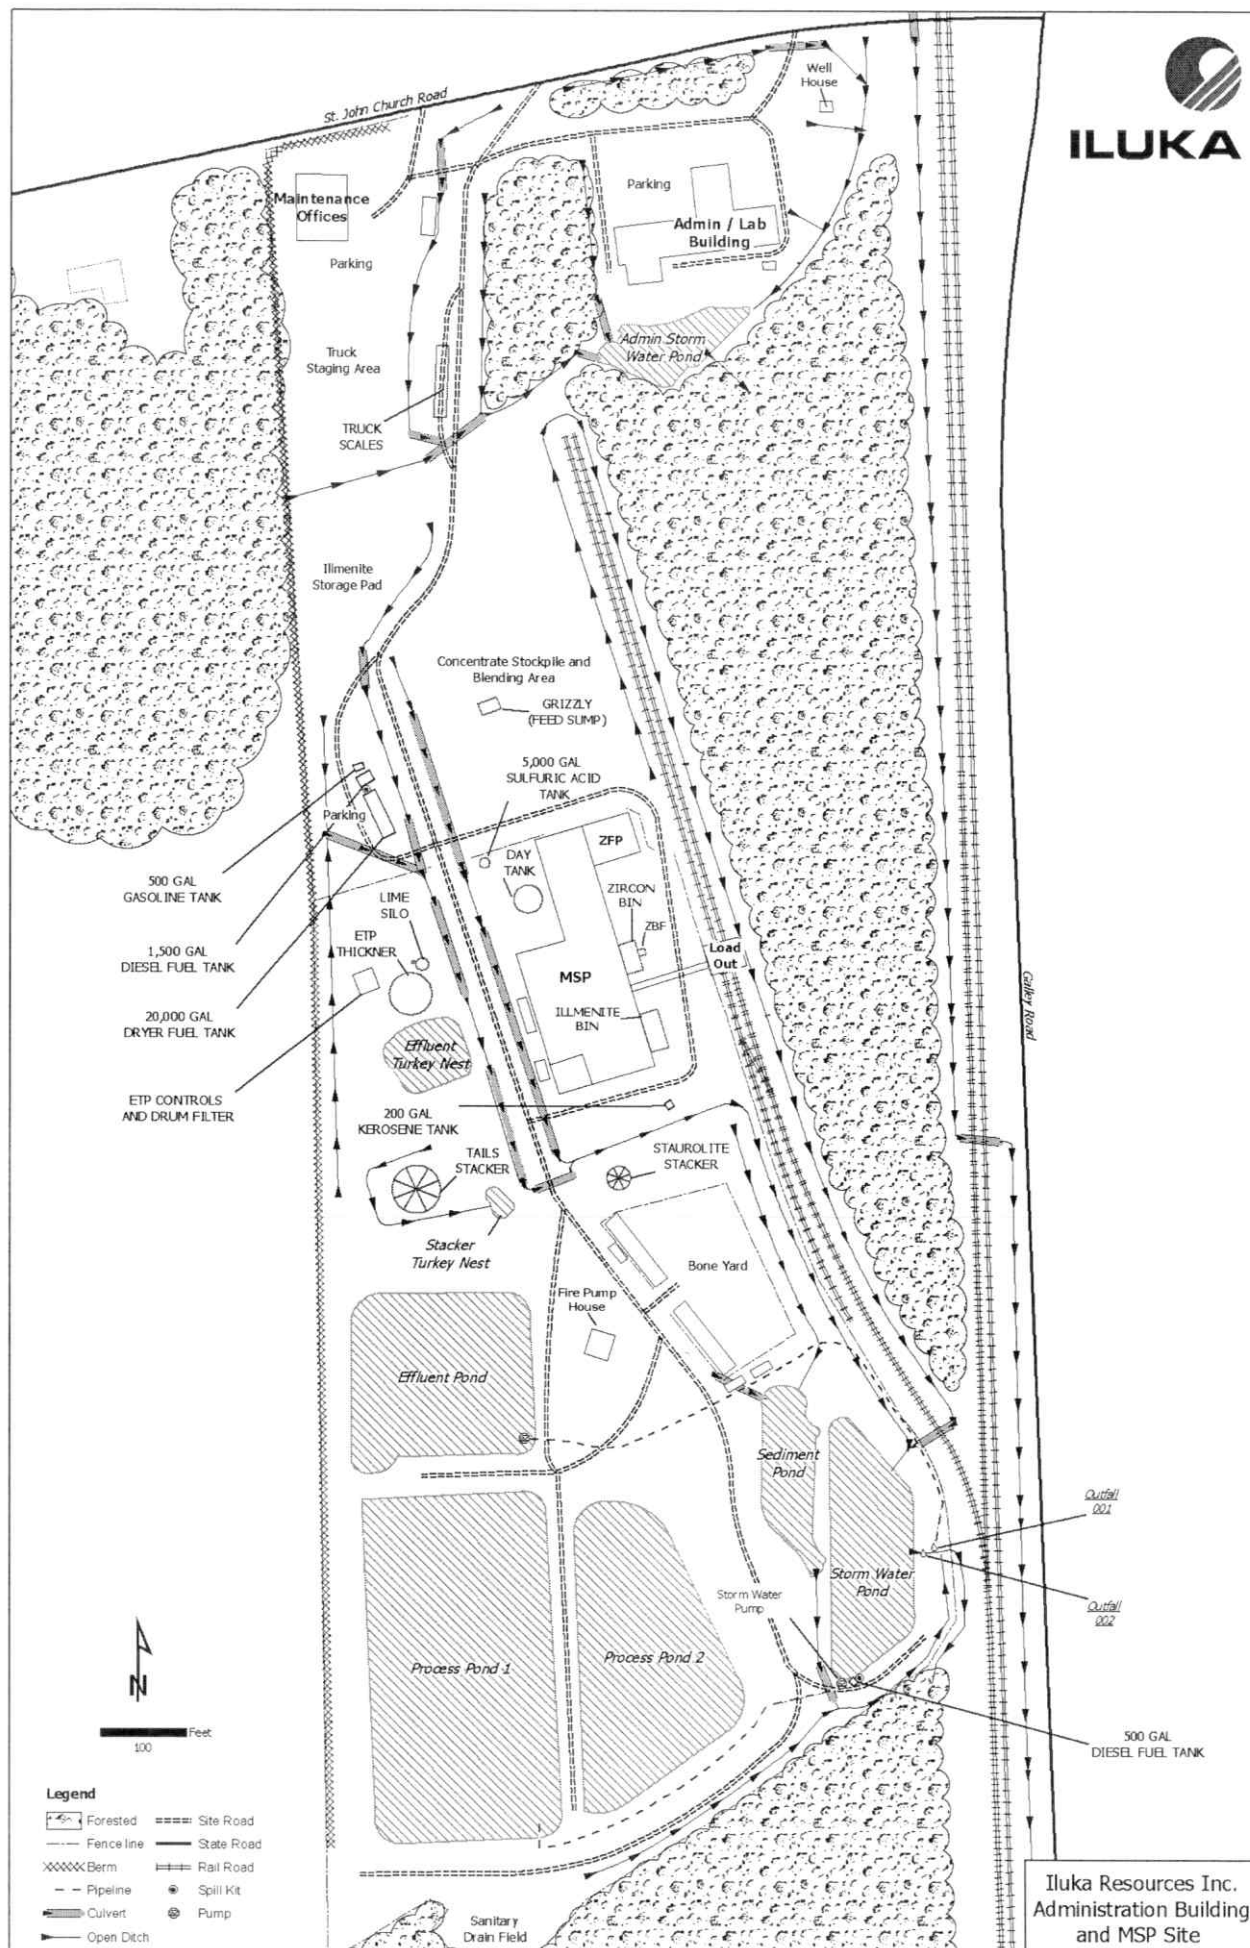 ILUKA
St. John Church Road
Well
House
Maintenance
Offices
Parking
Parking
Admin / Lab
Building
Admin Storm
Water Pond
Truck
Staging Area
TRUCK
SCALES
Illmenite
Storage Pad
Concentrate Stockpile and
Blending Area
GRIZZLY
(FEED SUMP)
5,000 GAL
SULFURIC ACID
TANK
Parking
ZFP
DAY
TANK
500 GAL
GASOLINE TANK
LIME
SILO
ZIRCON
BIN
ZBF
1,500 GAL
DIESEL FUEL TANK
ETP
THICKNER
Load
Out
MSP
20,000 GAL
DRYER FUEL TANK
ILLMENITE
BIN
Galley Road
Effluent
Turkey Nest
ETP CONTROLS
AND DRUM FILTER
200 GAL
KEROSENE TANK
TAILS
STACKER
STAUROLITE
STACKER
Stacker
Turkey Nest
Bone Yard
Fire Pump
House
Effluent Pond
Sediment
Pond
Outfall
001
Storm Water
Pond
Storm Water
Pump
Outfall
002
Process Pond 1
Process Pond 2
N
Feet
100
500 GAL
DIESEL FUEL TANK
Legend
Forested
Site Road
Fence line
State Road
Berm
Rail Road
Pipeline
Spill Kit
Culvert
Pump
Open Ditch
Sanitary
Drain Field
Iluka Resources Inc.
Administration Building
and MSP Site